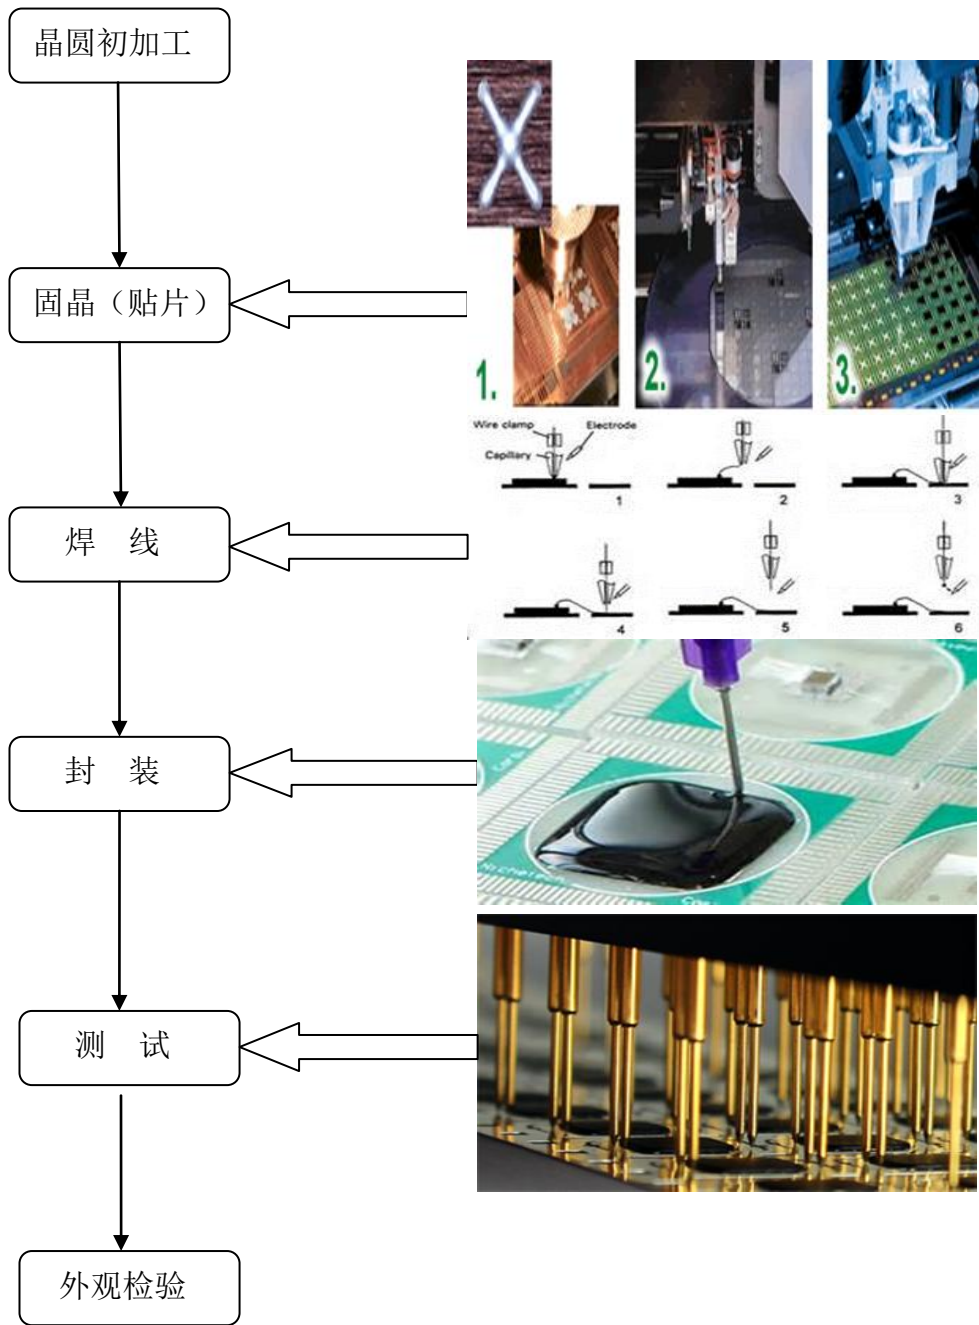 晶圆初加工
固晶（贴片）
1.
2.
3.
Wire clamp
Electrode
Capillary
1
2
3
焊 线
4
5
6
封 装
测 试
外观检验